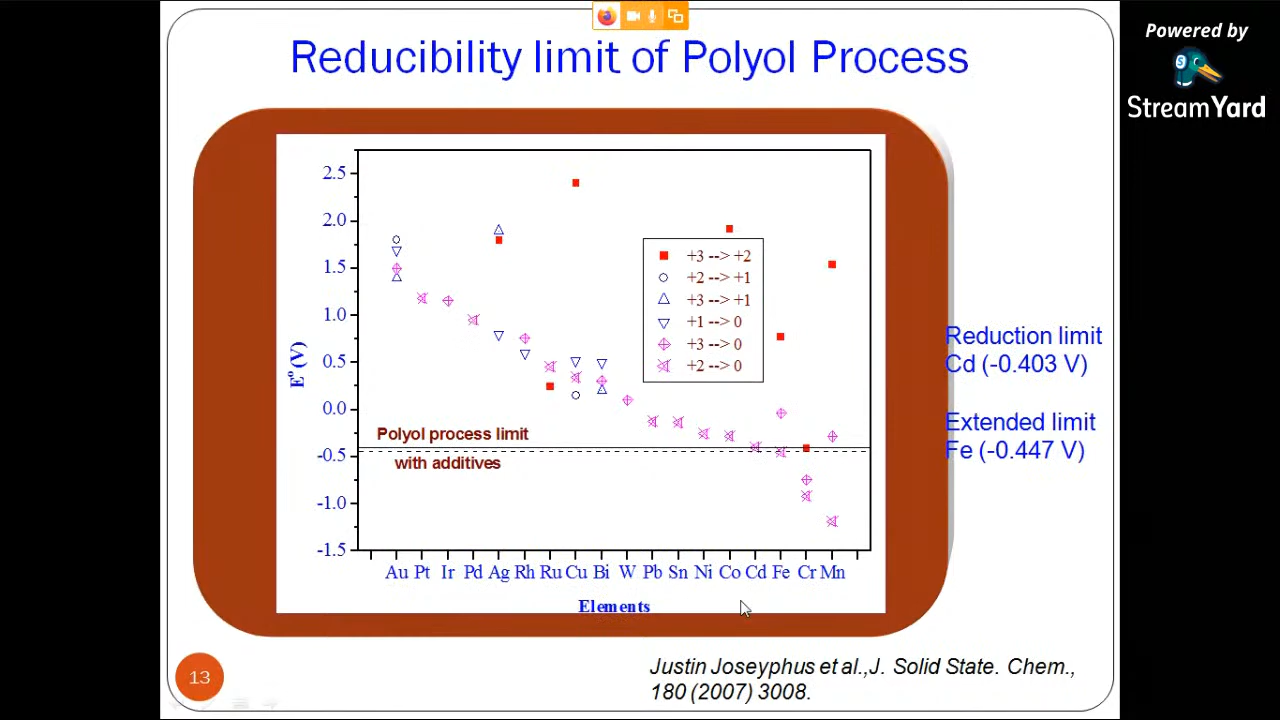 Powered by
StreamYard
Reducibility limit of Polyol Process
2.5
2.0
1.5
1.0
0.5
0.0
-0.5
-1.0
-1.5
E° (V)
+3 --> +2
+2 --> +1
+3 --> +1
+1 --> 0
+3 --> 0
+2 --> 0
Polyol process limit
with additives
Au Pt Ir Pd Ag Rh Ru Cu Bi W Pb Sn Ni Co Cd Fe Cr Mn
Elements
Reduction limit
Cd (-0.403 V)
Extended limit
Fe (-0.447 V)
13
Justin Joseyphus et al.,J. Solid State. Chem.,
180 (2007) 3008.